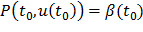 P(t₀,u(t₀)) = β(t₀)